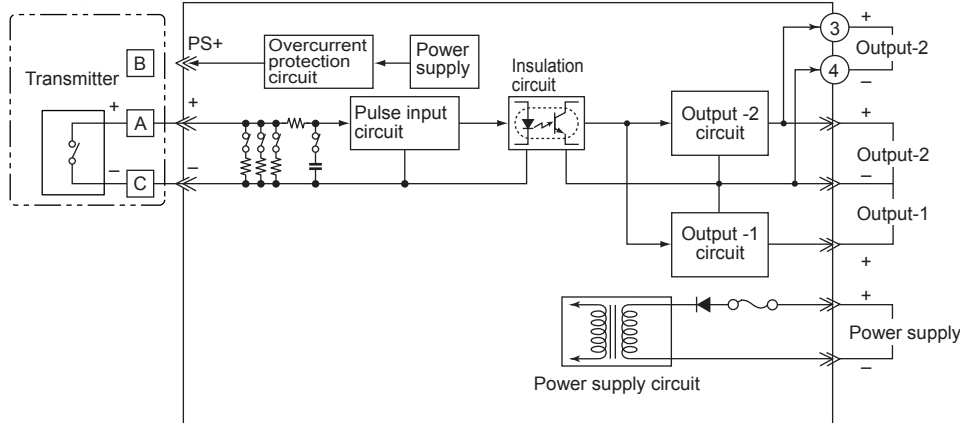 PS+
B
Transmitter
+
A
+
−
C
−
Overcurrent
protection
circuit
Power
supply
Pulse input
circuit
Insulation
circuit
Output -2
circuit
Output -1
circuit
3
+
Output-2
4
−
+
Output-2
−
Output-1
+
+
Power supply
−
Power supply circuit